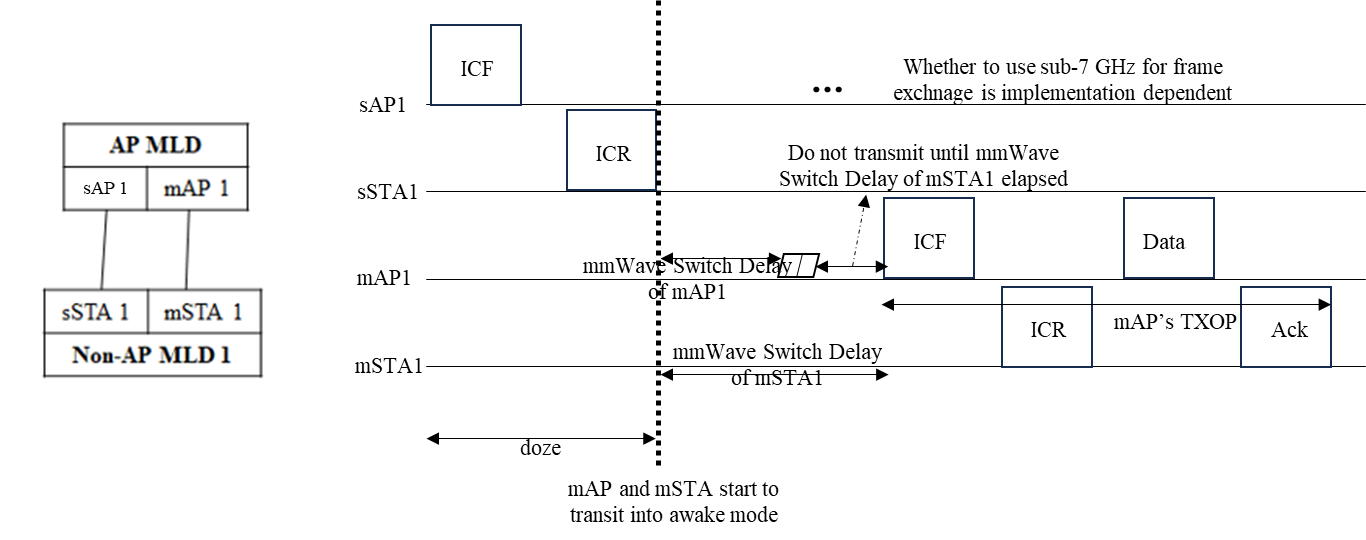 AP MLD
sAP 1
mAP 1
sSTA 1
mSTA 1
Non-AP MLD 1
ICF
sAP1
•••
Whether to use sub-7 GHz for frame
exchnage is implementation dependent
ICR
sSTA1
Do not transmit until mmWave
Switch Delay of mSTA1 elapsed
ICF
Data
mAP1
mmWave Switch Delay
of mAP1
ICR
mAP’s TXOP
Ack
mSTA1
mmWave Switch Delay
of mSTA1
doze
mAP and mSTA start to
transit into awake mode